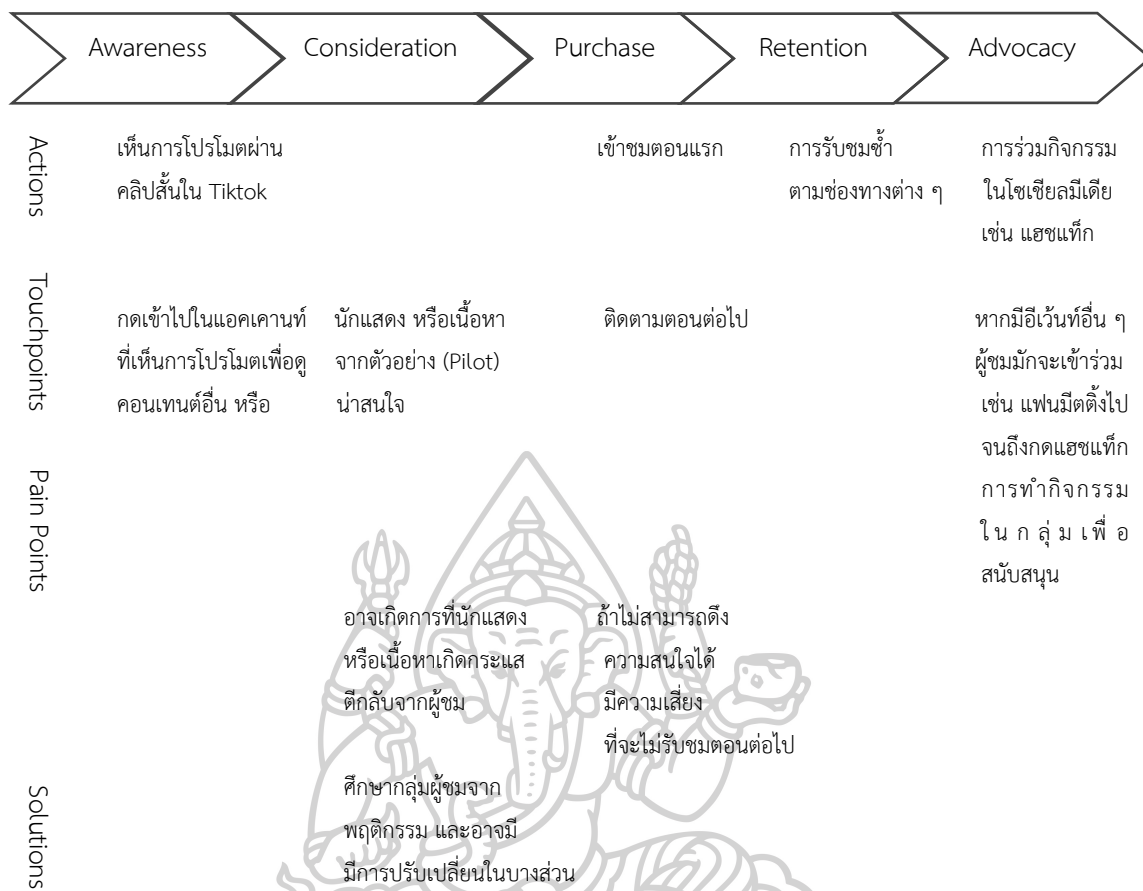 Awareness
Consideration
Purchase
Retention
Advocacy
Actions
เห็นการโปรโมตผ่าน
คลิปสั้นใน Tiktok
เข้าชมตอนแรก
การรับชมซ้ำ
ตามช่องทางต่าง ๆ
การร่วมกิจกรรม
ในโซเชียลมีเดีย
เช่น แฮชแท็ก
Touchpoints
กดเข้าไปในแอคเคานท์
ที่เห็นการโปรโมตเพื่อดู
คอนเทนต์อื่น หรือ
นักแสดง หรือเนื้อหา
จากตัวอย่าง (Pilot)
น่าสนใจ
ติดตามตอนต่อไป
หากมีอีเว้นท์อื่น ๆ
ผู้ชมมักจะเข้าร่วม
เช่น แฟนมีตติ้งไป
จนถึงกดแฮชแท็ก
การทำกิจกรรม
ในกลุ่มเพื่อ
สนับสนุน
Pain Points
อาจเกิดการที่นักแสดง
หรือเนื้อหาเกิดกระแส
ตีกลับจากผู้ชม
ถ้าไม่สามารถดึง
ความสนใจได้
มีความเสี่ยง
ที่จะไม่รับชมตอนต่อไป
Solutions
ศึกษากลุ่มผู้ชมจาก
พฤติกรรม และอาจมี
มีการปรับเปลี่ยนในบางส่วน